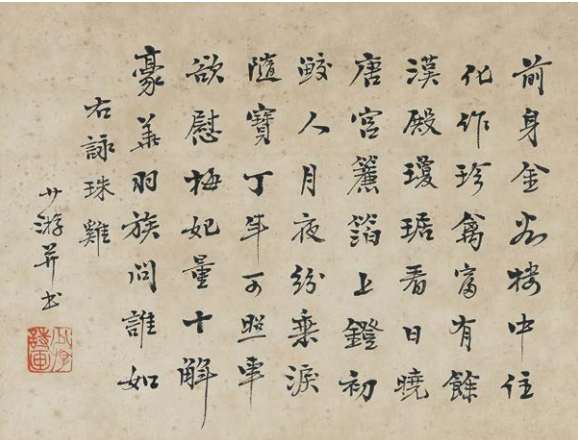 前身金谷樓中住
化作珍禽富有餘
漢殿瓊琚看日曉
唐宮簾箔上鐙初
鮫人月夜紛垂淚
隨寶丁年可照車
欲慰梅妃量十斛
豪華羽族問誰如
右詠珠雞
少游并书